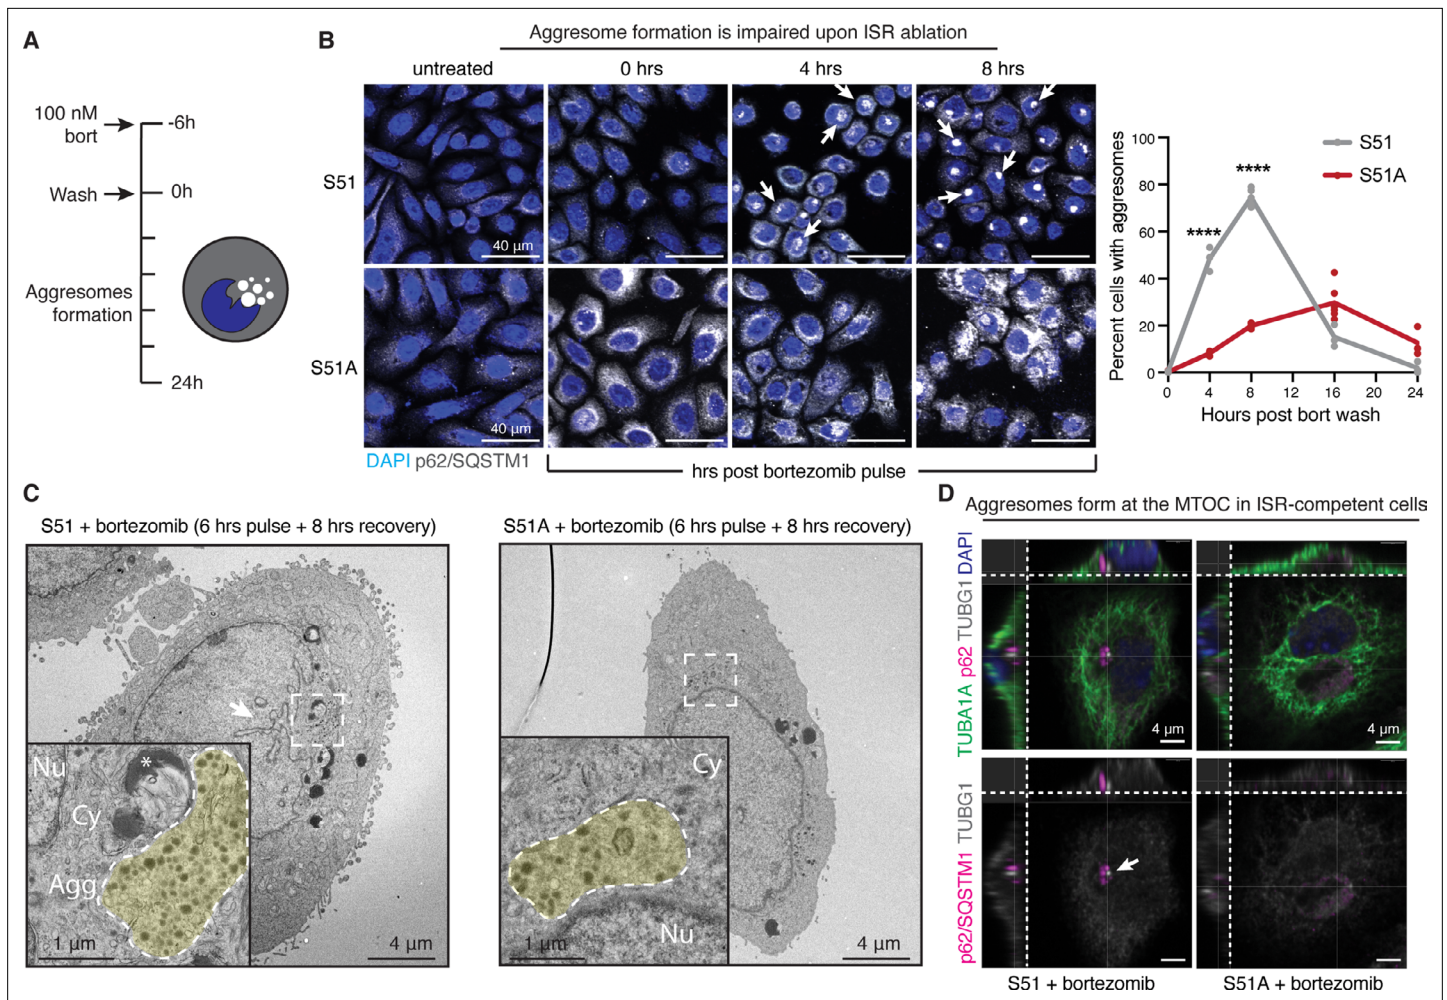 A
100 nM
bort
-6h
Wash
0h
Aggresomes
formation
24h
B
Aggresome formation is impaired upon ISR ablation
untreated
0 hrs
4 hrs
8 hrs
S51
40 µm
S51A
40 µm
DAPI p62/SQSTM1
hrs post bortezomib pulse
Percent cells with aggresomes
100
80
60
40
20
0
0
4
8
12
16
20
24
Hours post bort wash
****
****
S51
S51A
C
S51 + bortezomib (6 hrs pulse + 8 hrs recovery)
Nu
*
Cy
Agg
1 µm
4 µm
S51A + bortezomib (6 hrs pulse + 8 hrs recovery)
Cy
Nu
1 µm
4 µm
D
Aggresomes form at the MTOC in ISR-competent cells
TUBA1A p62 TUBG1 DAPI
4 µm
4 µm
p62/SQSTM1 TUBG1
S51 + bortezomib
S51A + bortezomib